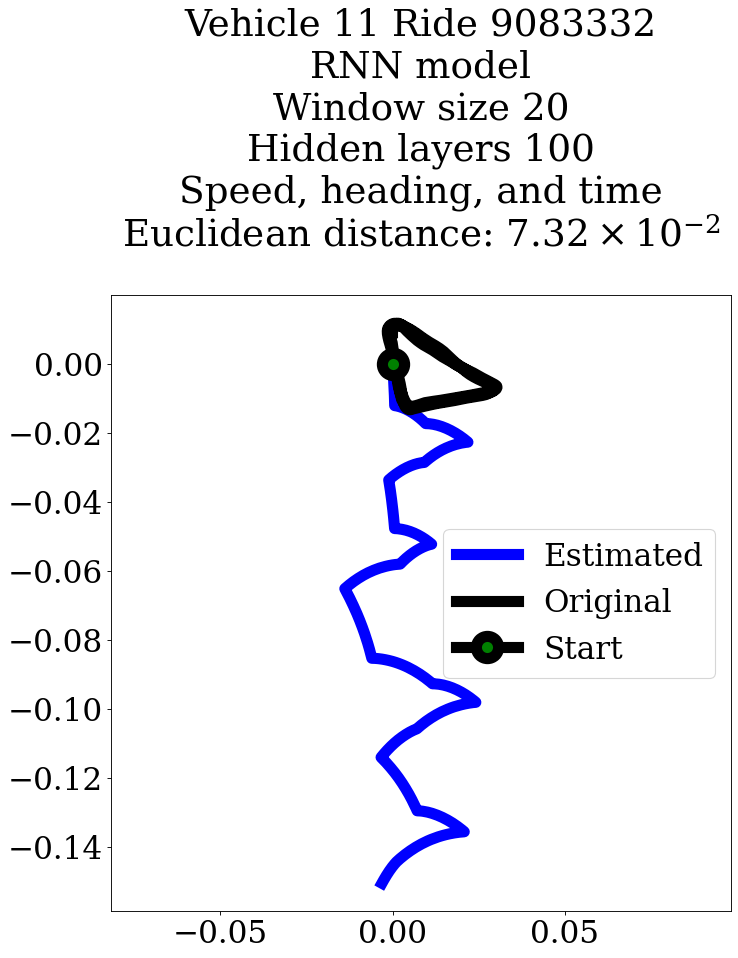 Vehicle 11 Ride 9083332
RNN model
Window size 20
Hidden layers 100
Speed, heading, and time
Euclidean distance: 7.32 × 10⁻²
0.00
−0.02
−0.04
−0.06
−0.08
−0.10
−0.12
−0.14
Estimated
Original
Start
−0.05
0.00
0.05